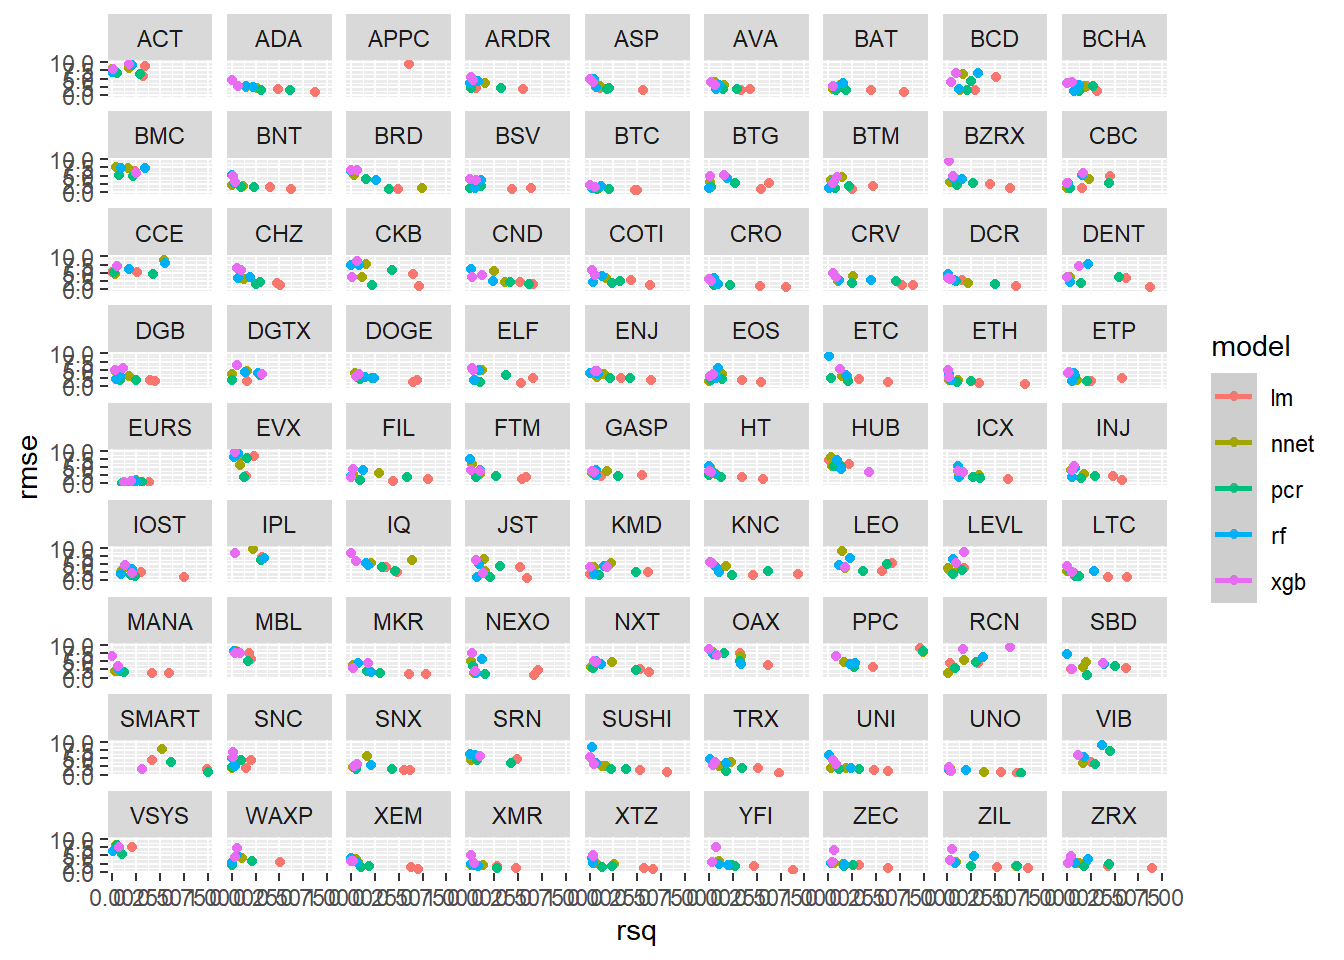 ACT ADA APPC ARDR ASP AVA BAT BCD BCHA
BMC BNT BRD BSV BTC BTG BTM BZRX CBC
CCE CHZ CKB CND COTI CRO CRV DCR DENT
DGB DGTX DOGE ELF ENJ EOS ETC ETH ETP
EURS EVX FIL FTM GASP HT HUB ICX INJ
IOST IPL IQ JST KMD KNC LEO LEVL LTC
MANA MBL MKR NEXO NXT OAX PPC RCN SBD
SMART SNC SNX SRN SUSHI TRX UNI UNO VIB
VSYS WAXP XEM XMR XTZ YFI ZEC ZIL ZRX
rmse
rsq
model
lm
nnet
pcr
rf
xgb